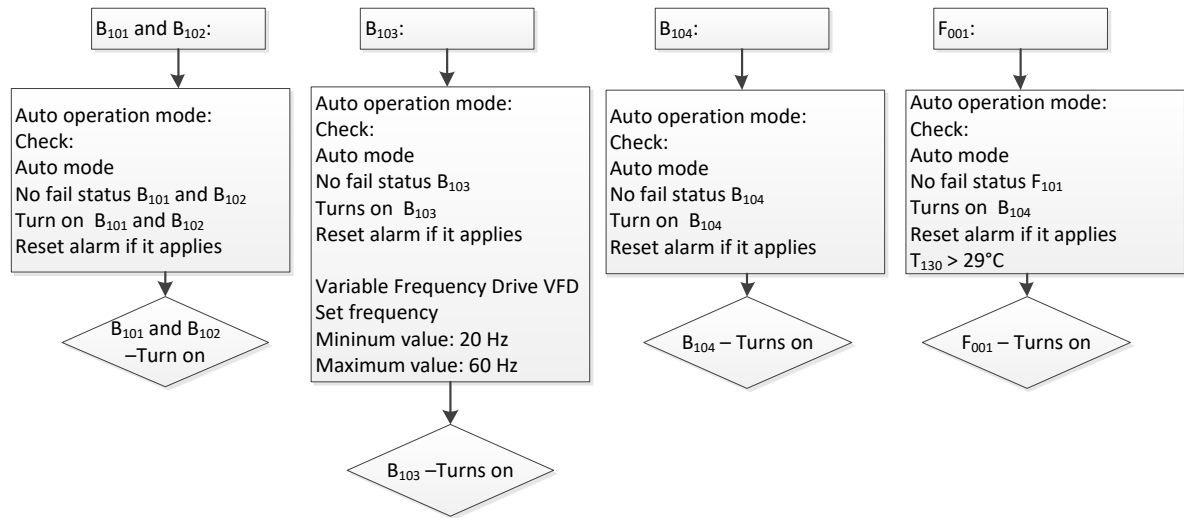 B₁₀₁ and B₁₀₂:
Auto operation mode:
Check:
Auto mode
No fail status B₁₀₁ and B₁₀₂
Turn on B₁₀₁ and B₁₀₂
Reset alarm if it applies
B₁₀₁ and B₁₀₂
–Turn on
B₁₀₃:
Auto operation mode:
Check:
Auto mode
No fail status B₁₀₃
Turns on B₁₀₃
Reset alarm if it applies
Variable Frequency Drive VFD
Set frequency
Mininum value: 20 Hz
Maximum value: 60 Hz
B₁₀₃ –Turns on
B₁₀₄:
Auto operation mode:
Check:
Auto mode
No fail status B₁₀₄
Turn on B₁₀₄
Reset alarm if it applies
B₁₀₄ – Turns on
F₀₀₁:
Auto operation mode:
Check:
Auto mode
No fail status F₁₀₁
Turns on B₁₀₄
Reset alarm if it applies
T₁₃₀ > 29°C
F₀₀₁ – Turns on